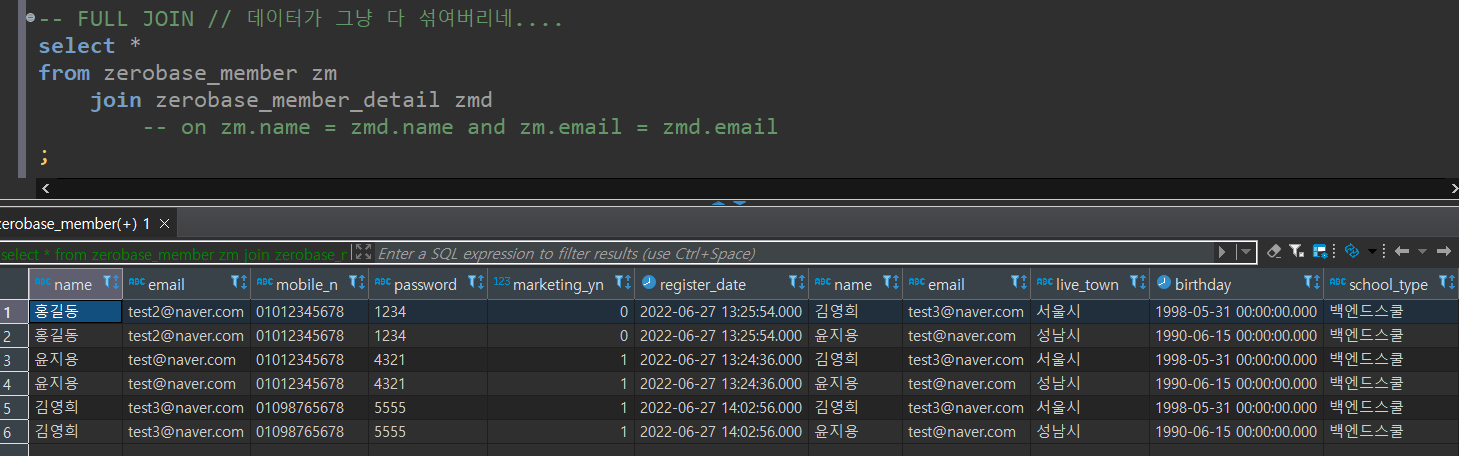 -- FULL JOIN // 데이터가 그냥 다 섞여버리네....
select *
from zerobase_member zm
join zerobase_member_detail zmd
-- on zm.name = zmd.name and zm.email = zmd.email
;
zerobase_member(+) 1
select * from zerobase_member zm join zerobase_r Enter a SQL expression to filter results (use Ctrl+Space)
ABC name ABC email ABC mobile_n ABC password 123 marketing_yn register_date ABC name ABC email ABC live_town birthday ABC school_type
1 홍길동 test2@naver.com 01012345678 1234 0 2022-06-27 13:25:54.000 김영희 test3@naver.com 서울시 1998-05-31 00:00:00.000 백엔드스쿨
2 홍길동 test2@naver.com 01012345678 1234 0 2022-06-27 13:25:54.000 윤지용 test@naver.com 성남시 1990-06-15 00:00:00.000 백엔드스쿨
3 윤지용 test@naver.com 01012345678 4321 1 2022-06-27 13:24:36.000 김영희 test3@naver.com 서울시 1998-05-31 00:00:00.000 백엔드스쿨
4 윤지용 test@naver.com 01012345678 4321 1 2022-06-27 13:24:36.000 윤지용 test@naver.com 성남시 1990-06-15 00:00:00.000 백엔드스쿨
5 김영희 test3@naver.com 01098765678 5555 1 2022-06-27 14:02:56.000 김영희 test3@naver.com 서울시 1998-05-31 00:00:00.000 백엔드스쿨
6 김영희 test3@naver.com 01098765678 5555 1 2022-06-27 14:02:56.000 윤지용 test@naver.com 성남시 1990-06-15 00:00:00.000 백엔드스쿨